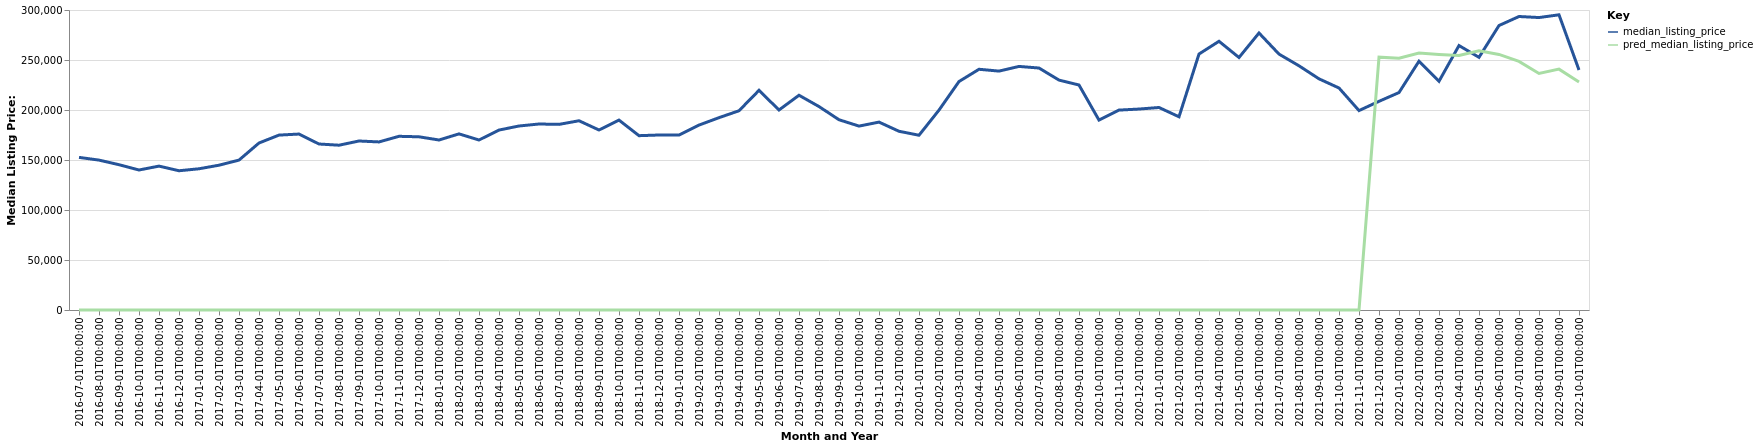 300,000
250,000
200,000
150,000
100,000
50,000
0
Median Listing Price:
2016-07-01T00:00:00
2016-08-01T00:00:00
2016-09-01T00:00:00
2016-10-01T00:00:00
2016-11-01T00:00:00
2016-12-01T00:00:00
2017-01-01T00:00:00
2017-02-01T00:00:00
2017-03-01T00:00:00
2017-04-01T00:00:00
2017-05-01T00:00:00
2017-06-01T00:00:00
2017-07-01T00:00:00
2017-08-01T00:00:00
2017-09-01T00:00:00
2017-10-01T00:00:00
2017-11-01T00:00:00
2017-12-01T00:00:00
2018-01-01T00:00:00
2018-02-01T00:00:00
2018-03-01T00:00:00
2018-04-01T00:00:00
2018-05-01T00:00:00
2018-06-01T00:00:00
2018-07-01T00:00:00
2018-08-01T00:00:00
2018-09-01T00:00:00
2018-10-01T00:00:00
2018-11-01T00:00:00
2018-12-01T00:00:00
2019-01-01T00:00:00
2019-02-01T00:00:00
2019-03-01T00:00:00
2019-04-01T00:00:00
2019-05-01T00:00:00
2019-06-01T00:00:00
2019-07-01T00:00:00
2019-08-01T00:00:00
2019-09-01T00:00:00
2019-10-01T00:00:00
2019-11-01T00:00:00
2019-12-01T00:00:00
2020-01-01T00:00:00
2020-02-01T00:00:00
2020-03-01T00:00:00
2020-04-01T00:00:00
2020-05-01T00:00:00
2020-06-01T00:00:00
2020-07-01T00:00:00
2020-08-01T00:00:00
2020-09-01T00:00:00
2020-10-01T00:00:00
2020-11-01T00:00:00
2020-12-01T00:00:00
2021-01-01T00:00:00
2021-02-01T00:00:00
2021-03-01T00:00:00
2021-04-01T00:00:00
2021-05-01T00:00:00
2021-06-01T00:00:00
2021-07-01T00:00:00
2021-08-01T00:00:00
2021-09-01T00:00:00
2021-10-01T00:00:00
2021-11-01T00:00:00
2021-12-01T00:00:00
2022-01-01T00:00:00
2022-02-01T00:00:00
2022-03-01T00:00:00
2022-04-01T00:00:00
2022-05-01T00:00:00
2022-06-01T00:00:00
2022-07-01T00:00:00
2022-08-01T00:00:00
2022-09-01T00:00:00
2022-10-01T00:00:00
Month and Year
Key
median_listing_price
pred_median_listing_price